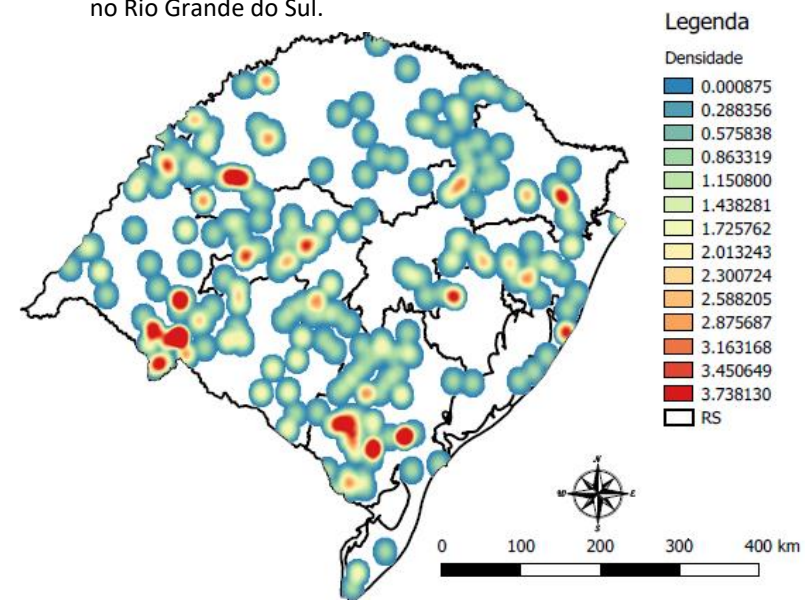 no Rio Grande do Sul.
Legenda
Densidade
0.000875
0.288356
0.575838
0.863319
1.150800
1.438281
1.725762
2.013243
2.300724
2.588205
2.875687
3.163168
3.450649
3.738130
RS
N
W E
S
0 100 200 300 400 km